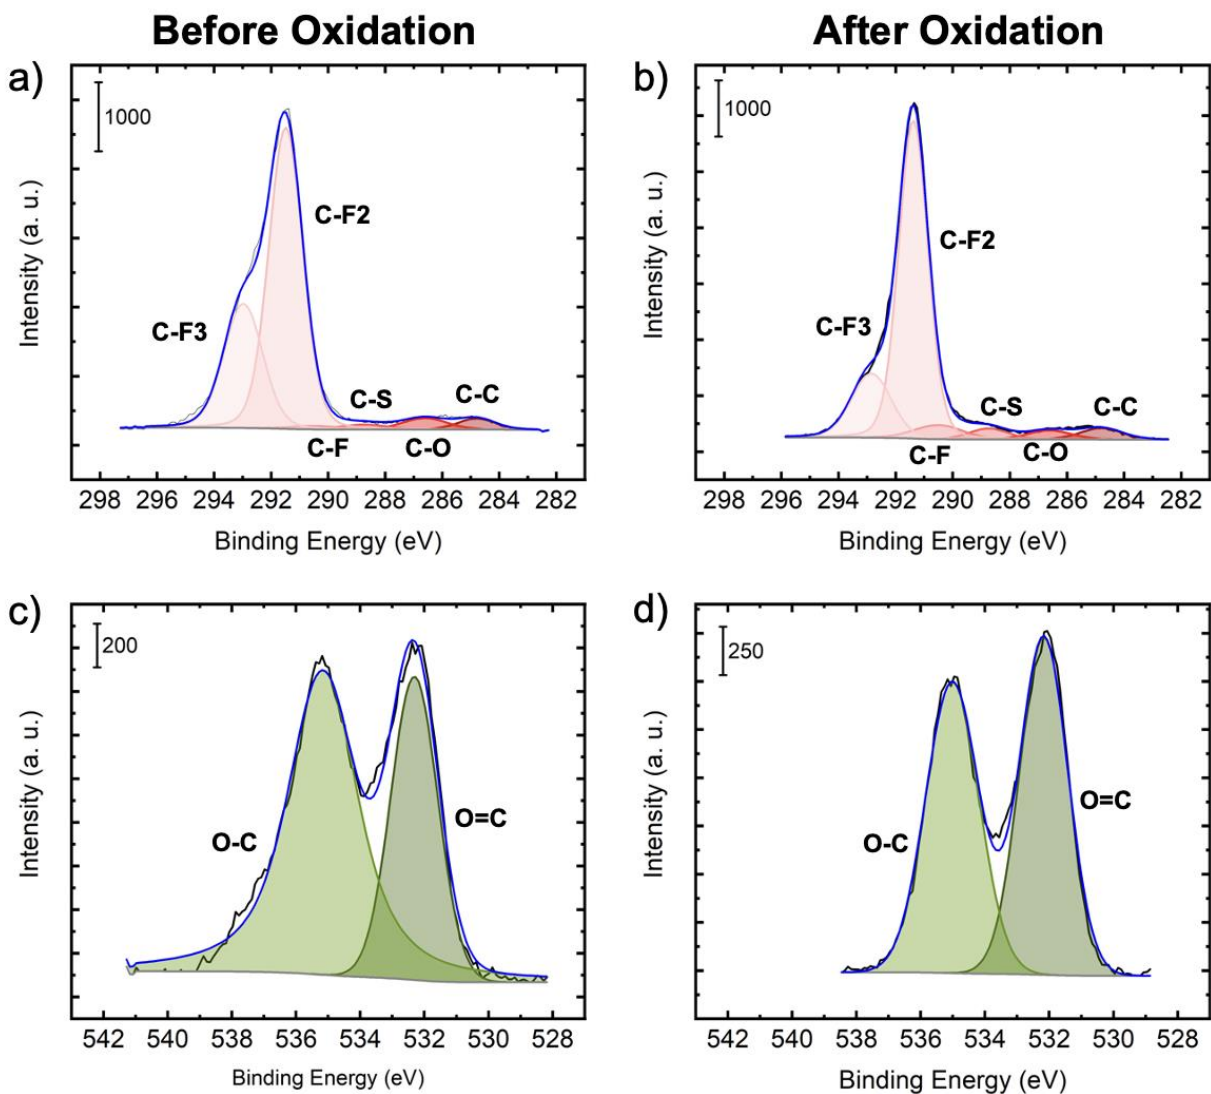 Before Oxidation
After Oxidation
a)
1000
C-F2
C-F3
C-S
C-C
C-F
C-O
Intensity (a. u.)
298 296 294 292 290 288 286 284 282
Binding Energy (eV)
b)
1000
C-F2
C-F3
C-S
C-C
C-F
C-O
Intensity (a. u.)
298 296 294 292 290 288 286 284 282
Binding Energy (eV)
c)
200
O=C
O-C
Intensity (a. u.)
542 540 538 536 534 532 530 528
Binding Energy (eV)
d)
250
O=C
O-C
Intensity (a. u.)
542 540 538 536 534 532 530 528
Binding Energy (eV)